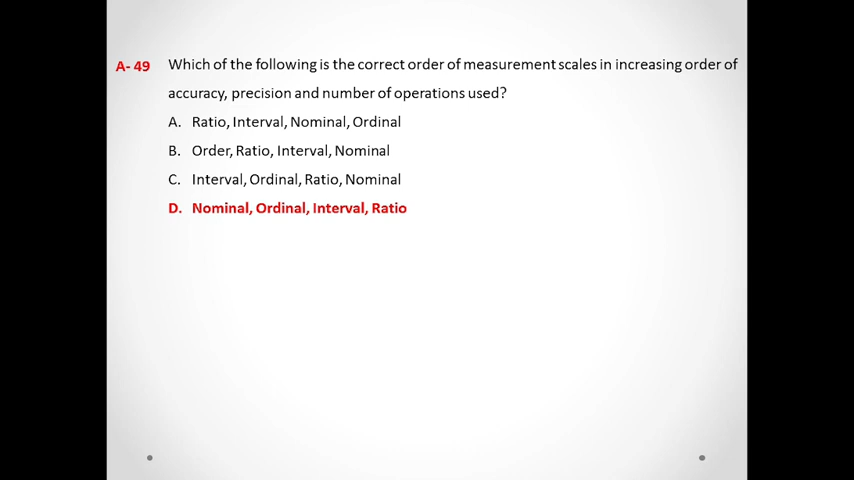 A- 49 Which of the following is the correct order of measurement scales in increasing order of
accuracy, precision and number of operations used?
A. Ratio, Interval, Nominal, Ordinal
B. Order, Ratio, Interval, Nominal
C. Interval, Ordinal, Ratio, Nominal
D. Nominal, Ordinal, Interval, Ratio